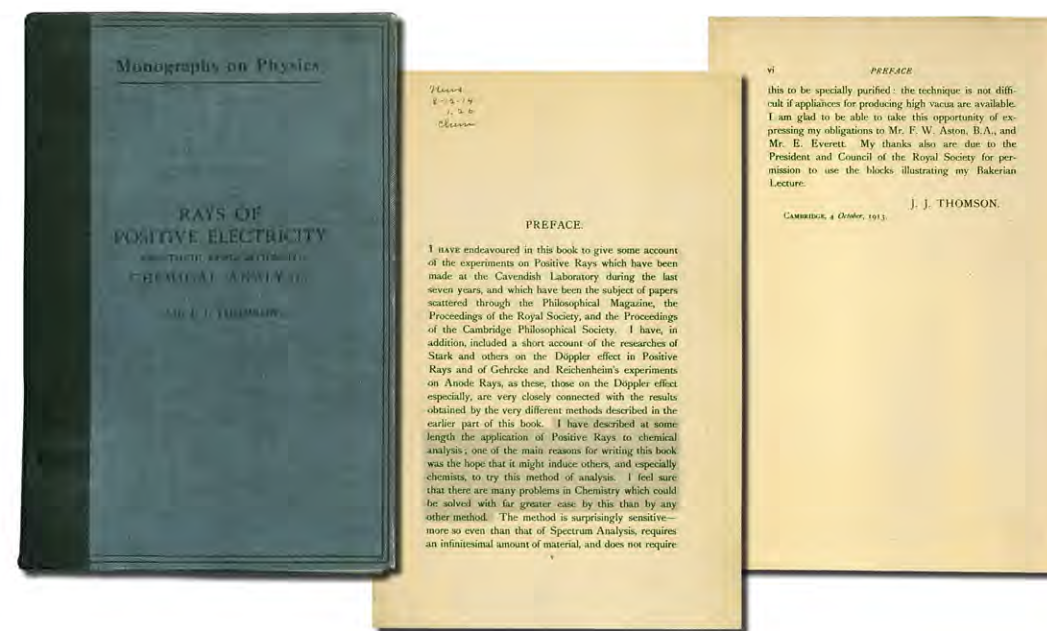 Monographs on Physics
RAYS OF
POSITIVE ELECTRICITY
CHEMICAL ANALYSIS
SIR J. J. THOMSON
PREFACE.
I HAVE endeavoured in this book to give some account
of the experiments on Positive Rays which have been
made at the Cavendish Laboratory during the last
seven years, and which have been the subject of papers
scattered through the Philosophical Magazine, the
Proceedings of the Royal Society, and the Proceedings
of the Cambridge Philosophical Society. I have, in
addition, included a short account of the researches of
Stark and others on the Döppler effect in Positive
Rays and of Gehrcke and Reichenheim's experiments
on Anode Rays, as these, those on the Döppler effect
especially, are very closely connected with the results
obtained by the very different methods described in the
earlier part of this book. I have described at some
length the application of Positive Rays to chemical
analysis; one of the main reasons for writing this book
was the hope that it might induce others, and especially
chemists, to try this method of analysis. I feel sure
that there are many problems in Chemistry which could
be solved with far greater ease by this than by any
other method. The method is surprisingly sensitive—
more so even than that of Spectrum Analysis, requires
an infinitesimal amount of material, and does not require
v
vi PREFACE
this to be specially purified: the technique is not diffi-
cult if appliances for producing high vacua are available.
I am glad to be able to take this opportunity of ex-
pressing my obligations to Mr. F. W. Aston, B.A., and
Mr. E. Everett. My thanks also are due to the
President and Council of the Royal Society for per-
mission to use the blocks illustrating my Bakerian
Lecture.
J. J. THOMSON.
CAMBRIDGE, 4 October, 1913.